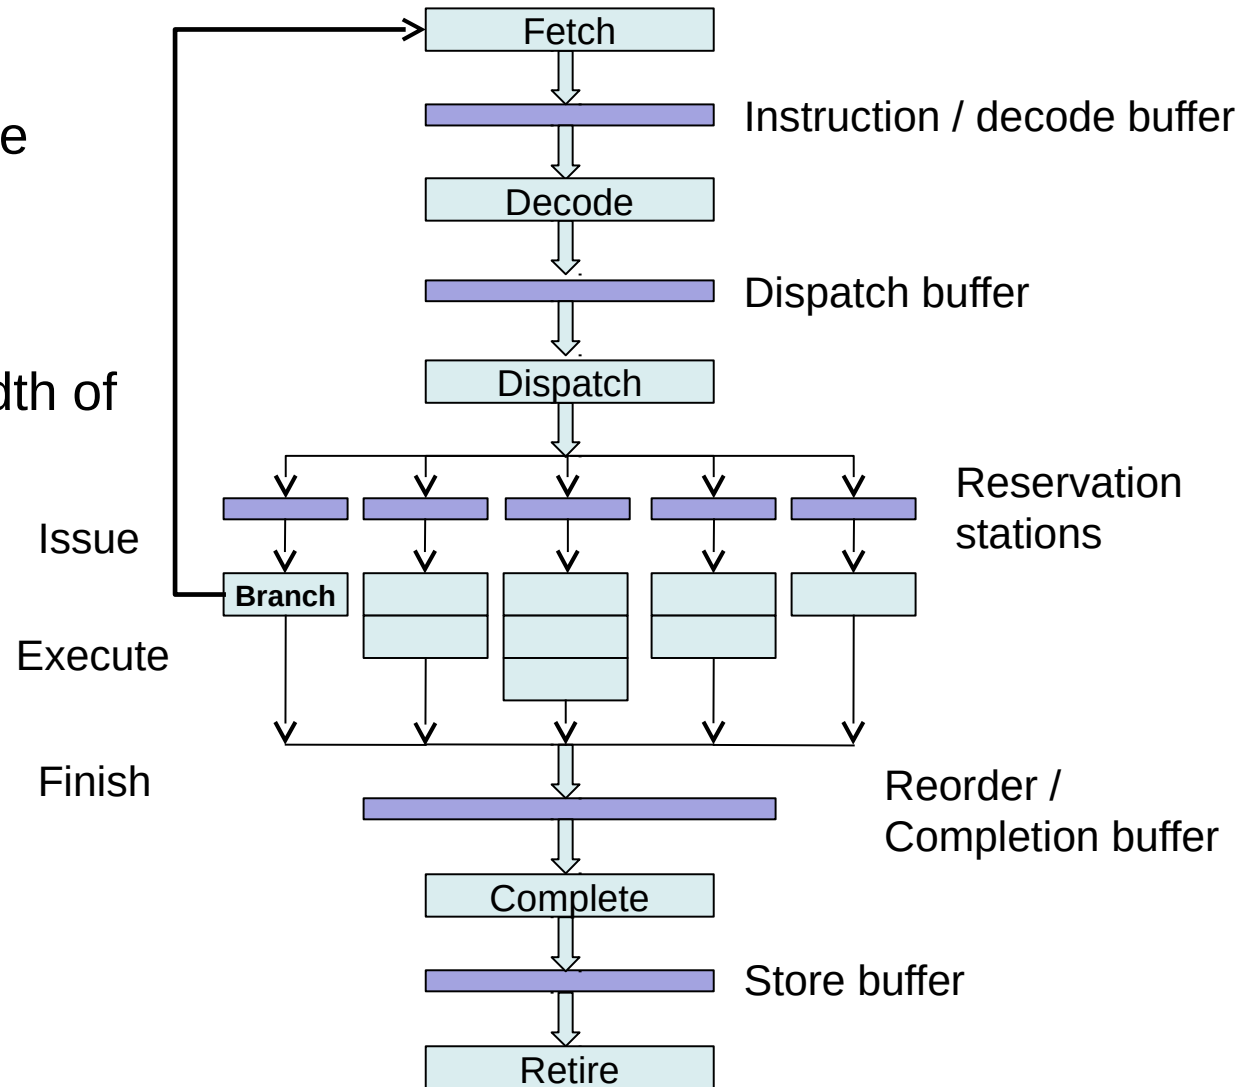 Fetch
Instruction / decode buffer
e
Decode
Dispatch buffer
Dispatch
dth of
Reservation
stations
Issue
Branch
Execute
Finish
Reorder /
Completion buffer
Complete
Store buffer
Retire